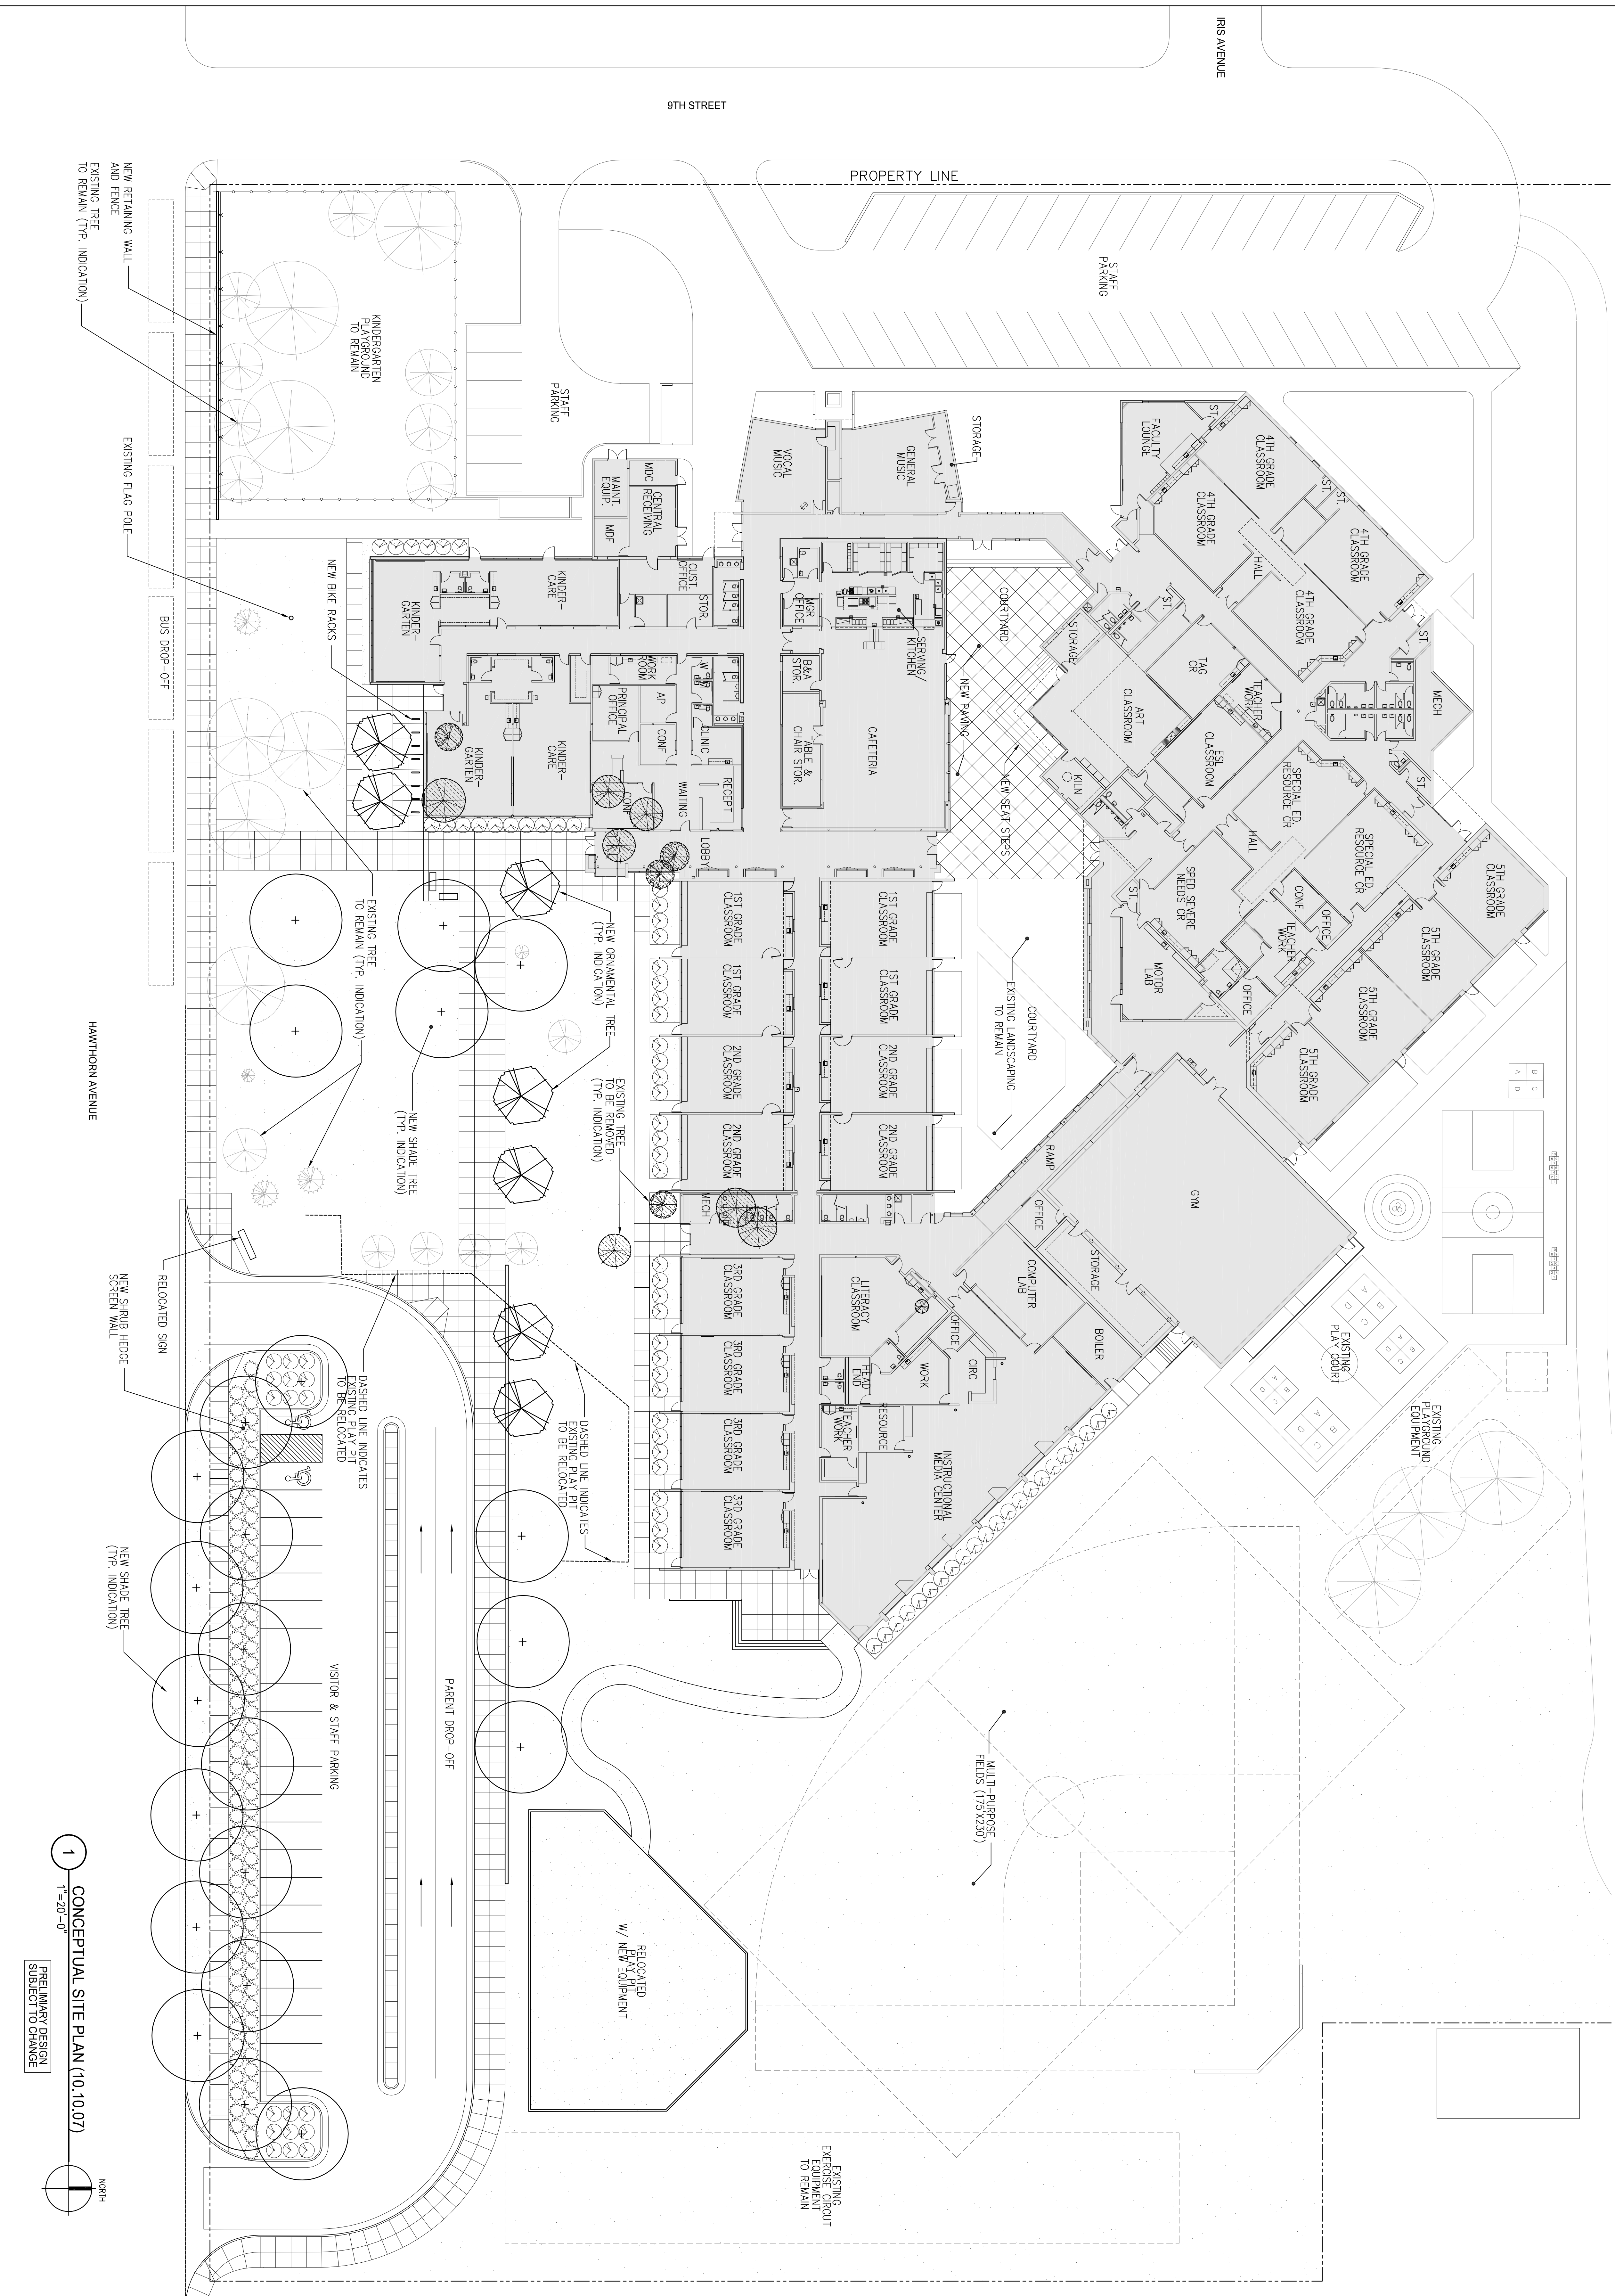 IRIS AVENUE
9TH STREET
PROPERTY LINE
STAFF
PARKING
STAFF
PARKING
NEW RETAINING WALL
AND FENCE
EXISTING TREE
TO REMAIN (TYP. INDICATION)
KINDERGARTEN
PLAYGROUND
TO REMAIN
EXISTING FLAG POLE
BUS DROP-OFF
NEW BIKE RACKS
HAWTHORN AVENUE
STORAGE
GENERAL
MUSIC
VOCAL
MUSIC
MDC
CENTRAL
RECEIVING
MAINT.
EQUIP.
MDF
CUST.
OFFICE
STOR.
KINDER-
CARE
KINDER-
GARTEN
KINDER-
CARE
KINDER-
GARTEN
MGR
OFFICE
SERVING/
KITCHEN
B&A
STOR.
TABLE &
CHAIR STOR.
CAFETERIA
WORK
ROOM
PRINCIPAL
OFFICE
AP
CONF
CLINIC
RECEPT
WAITING
CONF
LOBBY
FACULTY
LOUNGE
ST.
4TH GRADE
CLASSROOM
4TH GRADE
CLASSROOM
ST.
ST.
4TH GRADE
CLASSROOM
4TH GRADE
CLASSROOM
HALL
ST.
MECH
ST.
STORAGE
ST.
TAG
CR
TEACHER
WORK
ART
CLASSROOM
ESL
CLASSROOM
KILN
SPECIAL ED.
RESOURCE CR
SPECIAL ED.
RESOURCE CR
HALL
SPED SEVERE
NEEDS CR
ST.
CONF.
OFFICE
TEACHER
WORK
OFFICE
MOTOR
LAB
5TH GRADE
CLASSROOM
5TH GRADE
CLASSROOM
5TH GRADE
CLASSROOM
5TH GRADE
CLASSROOM
COURTYARD
NEW PAVING
NEW SEAT STEPS
COURTYARD
EXISTING LANDSCAPING
TO REMAIN
1ST GRADE
CLASSROOM
1ST GRADE
CLASSROOM
1ST GRADE
CLASSROOM
1ST GRADE
CLASSROOM
2ND GRADE
CLASSROOM
2ND GRADE
CLASSROOM
2ND GRADE
CLASSROOM
2ND GRADE
CLASSROOM
MECH
3RD GRADE
CLASSROOM
3RD GRADE
CLASSROOM
3RD GRADE
CLASSROOM
3RD GRADE
CLASSROOM
RAMP
GYM
OFFICE
STORAGE
COMPUTER
LAB
BOILER
LITERACY
CLASSROOM
OFFICE
CIRC
WORK
HEAD
END
TEACHER
WORK
RESOURCE
INSTRUCTIONAL
MEDIA CENTER
A B
D C
A B
D C
A B
D C
A B
D C
A B
D C
A B
D C
EXISTING
PLAY COURT
EXISTING
PLAYGROUND
EQUIPMENT
MULTI-PURPOSE
FIELDS (175'X230')
EXISTING TREE
TO REMAIN (TYP. INDICATION)
NEW ORNAMENTAL TREE
(TYP. INDICATION)
EXISTING TREE
TO BE REMOVED
(TYP. INDICATION)
NEW SHADE TREE
(TYP. INDICATION)
RELOCATED SIGN
NEW SHRUB HEDGE
SCREEN WALL
DASHED LINE INDICATES
EXISTING PLAY PIT
TO BE RELOCATED
DASHED LINE INDICATES
EXISTING PLAY PIT
TO BE RELOCATED
NEW SHADE TREE
(TYP. INDICATION)
VISITOR & STAFF PARKING
PARENT DROP-OFF
RELOCATED
PLAY PIT
W/ NEW EQUIPMENT
EXISTING
EXERCISE CIRCUT
EQUIPMENT
TO REMAIN
1
CONCEPTUAL SITE PLAN (10.10.07)
1"=20'-0"
PRELIMIARY DESIGN
SUBJECT TO CHANGE
NORTH